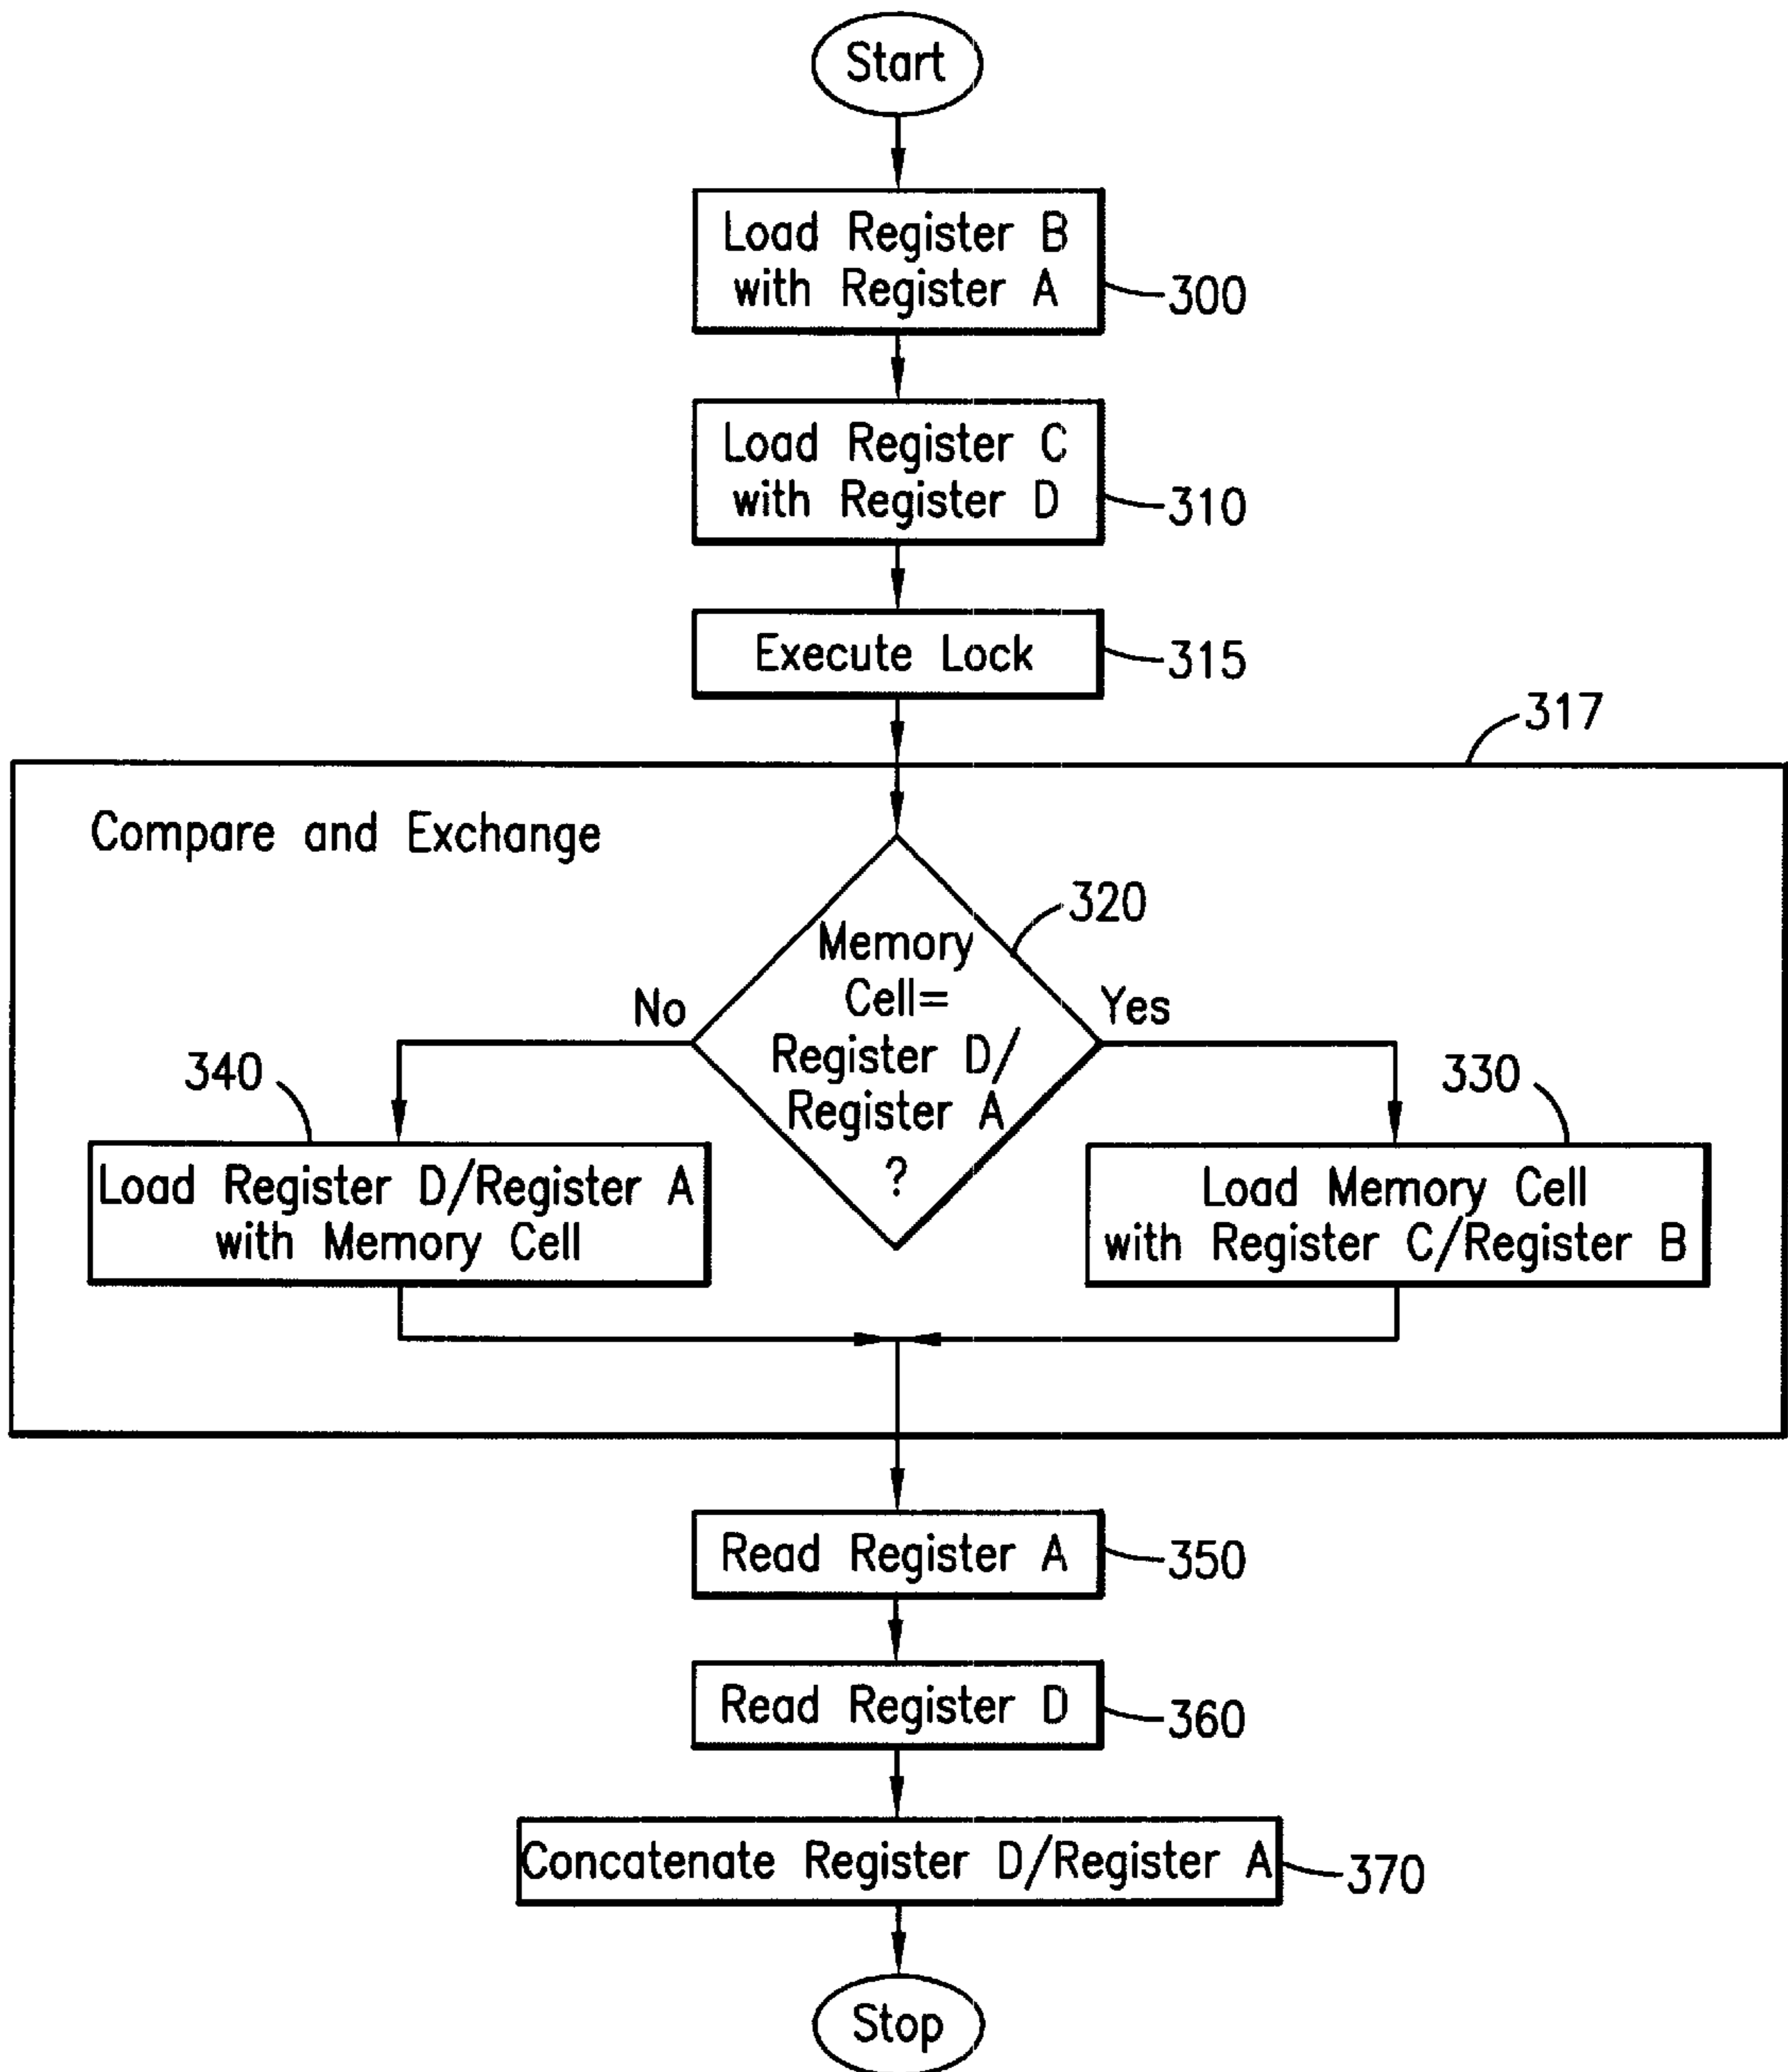 Start
Load Register B
with Register A
300
Load Register C
with Register D
310
Execute Lock
315
317
Compare and Exchange
320
Memory
Cell=
Register D/
Register A
?
No
Yes
340
330
Load Register D/Register A
with Memory Cell
Load Memory Cell
with Register C/Register B
Read Register A
350
Read Register D
360
Concatenate Register D/Register A
370
Stop